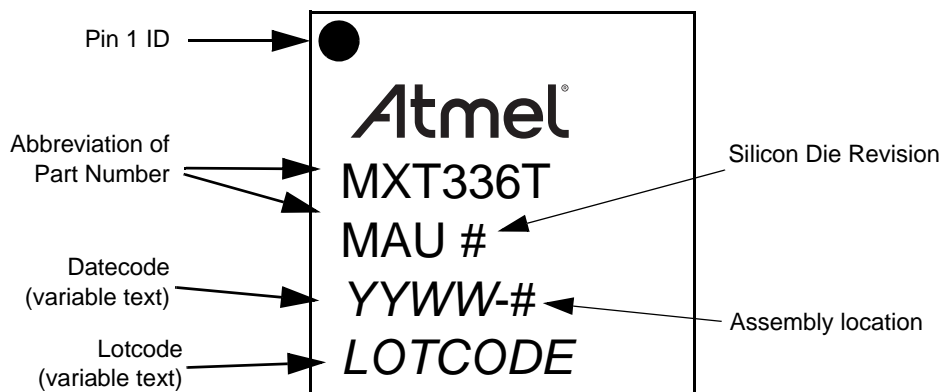 Pin 1 ID
Atmel®
Abbreviation of
Part Number
MXT336T
Silicon Die Revision
MAU #
Datecode
(variable text)
YYWW-#
Assembly location
Lotcode
(variable text)
LOTCODE